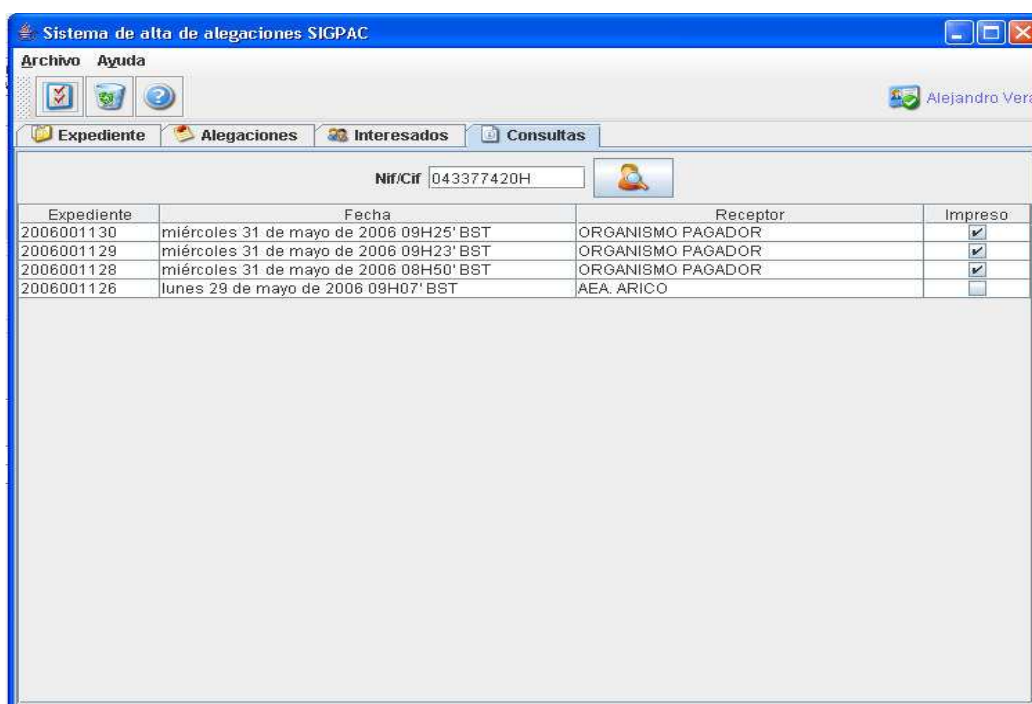 Sistema de alta de alegaciones SIGPAC
Archivo Ayuda
Alejandro Vera
Expediente Alegaciones Interesados Consultas
Nif/Cif 043377420H
Expediente Fecha Receptor Impreso
2006001130 miércoles 31 de mayo de 2006 09H25' BST ORGANISMO PAGADOR
2006001129 miércoles 31 de mayo de 2006 09H23' BST ORGANISMO PAGADOR
2006001128 miércoles 31 de mayo de 2006 08H50' BST ORGANISMO PAGADOR
2006001126 lunes 29 de mayo de 2006 09H07' BST AEA. ARICO